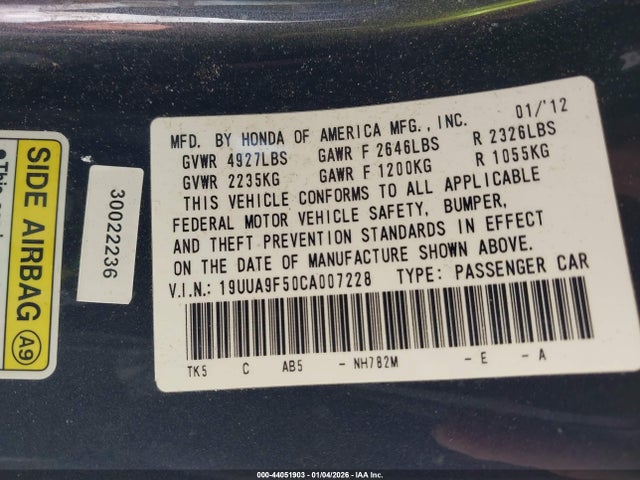 01/'12
MFD. BY HONDA OF AMERICA MFG., INC.
GVWR 4927LBS GAWR F 2646LBS R 2326LBS
GVWR 2235KG GAWR F 1200KG R 1055KG
THIS VEHICLE CONFORMS TO ALL APPLICABLE
FEDERAL MOTOR VEHICLE SAFETY, BUMPER,
AND THEFT PREVENTION STANDARDS IN EFFECT
ON THE DATE OF MANUFACTURE SHOWN ABOVE.
V.I.N.: 19UUA9F50CA007228 TYPE: PASSENGER CAR
TK5 C AB5 - NH782M - E - A
30022236
SIDE AIRBAG A9
000-44051903 - 01/04/2026 - IAA Inc.